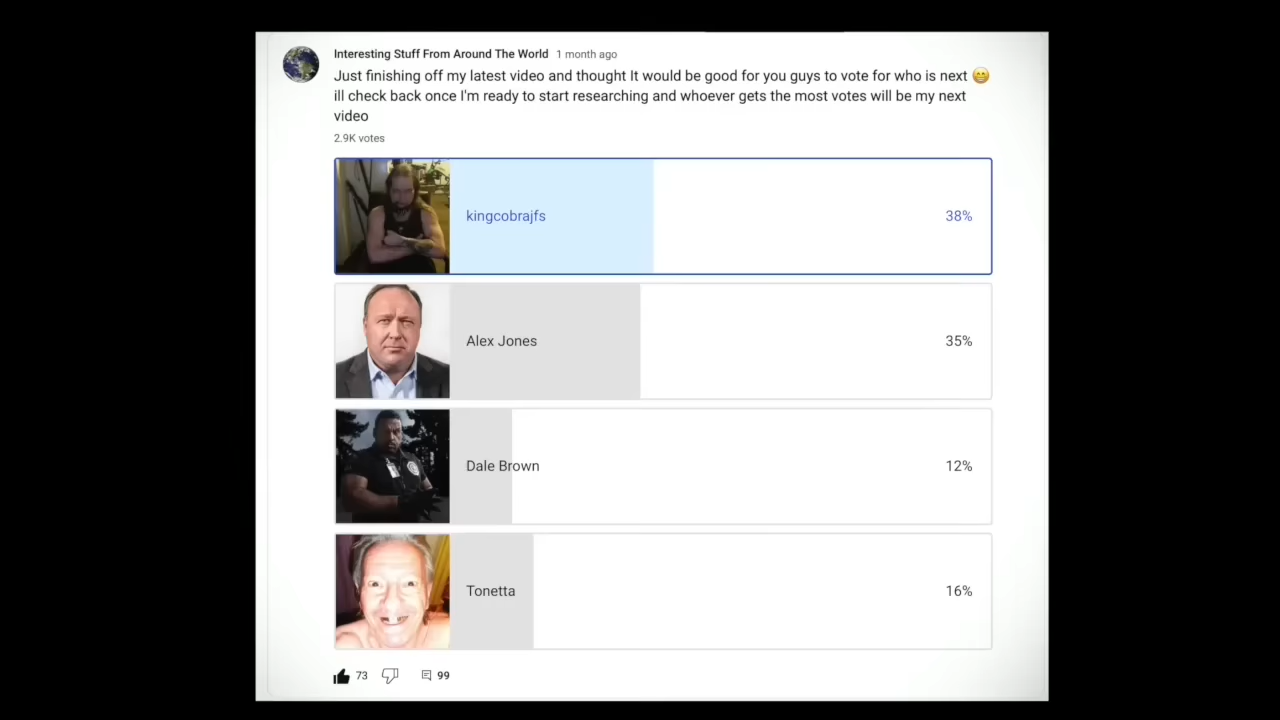 Interesting Stuff From Around The World 1 month ago
Just finishing off my latest video and thought It would be good for you guys to vote for who is next 😁
ill check back once I'm ready to start researching and whoever gets the most votes will be my next
video
2.9K votes
kingcobrajfs 38%
Alex Jones 35%
Dale Brown 12%
Tonetta 16%
73 99